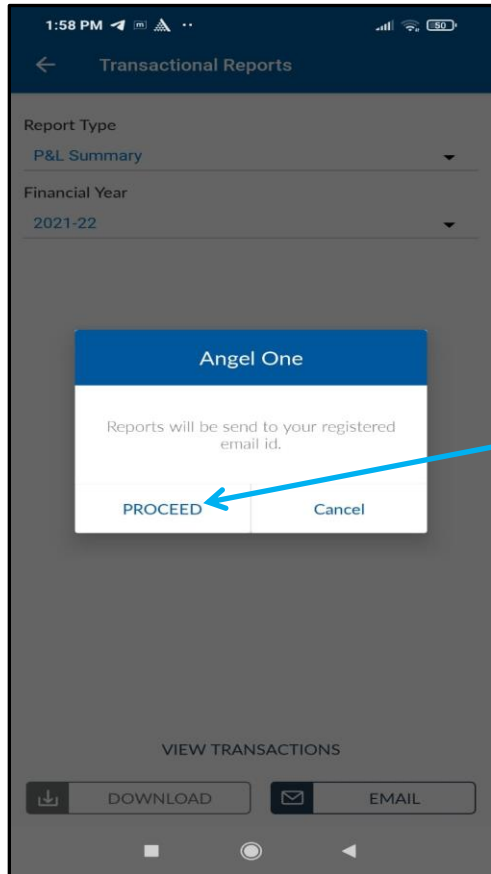 1:58 PM
50
Transactional Reports
Report Type
P&L Summary
Financial Year
2021-22
Angel One
Reports will be send to your registered
email id.
PROCEED Cancel
VIEW TRANSACTIONS
DOWNLOAD EMAIL